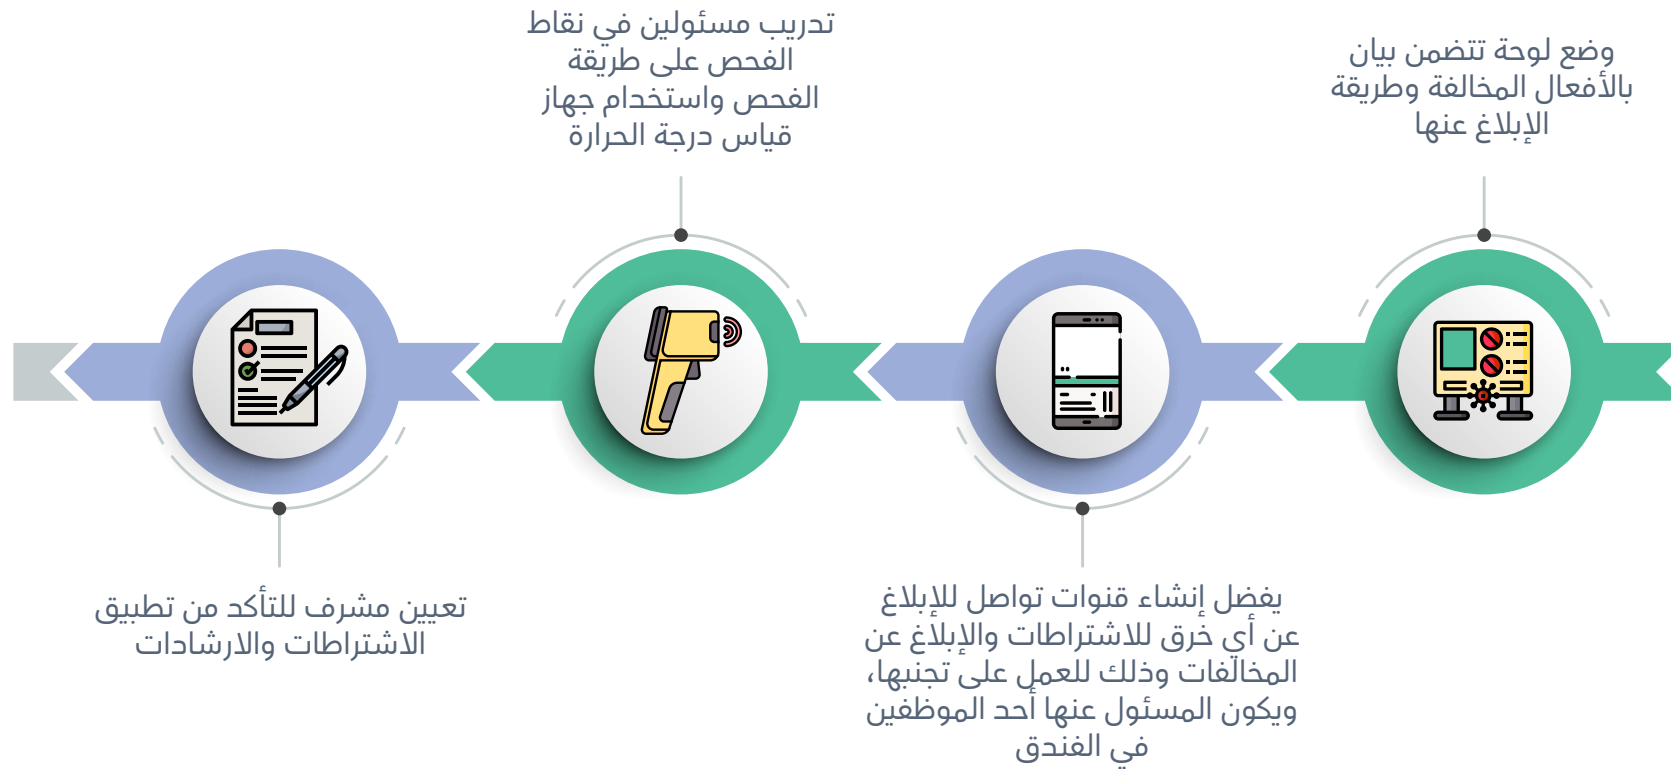 وضع لوحة تتضمن بيان
بالأفعال المخالفة وطريقة
الإبلاغ عنها
يفضل إنشاء قنوات تواصل للإبلاغ
عن أي خرق للاشتراطات والإبلاغ عن
المخالفات وذلك للعمل على تجنبها،
ويكون المسئول عنها أحد الموظفين
في الفندق
تدريب مسئولين في نقاط
الفحص على طريقة
الفحص واستخدام جهاز
قياس درجة الحرارة
تعيين مشرف للتأكد من تطبيق
الاشتراطات والارشادات